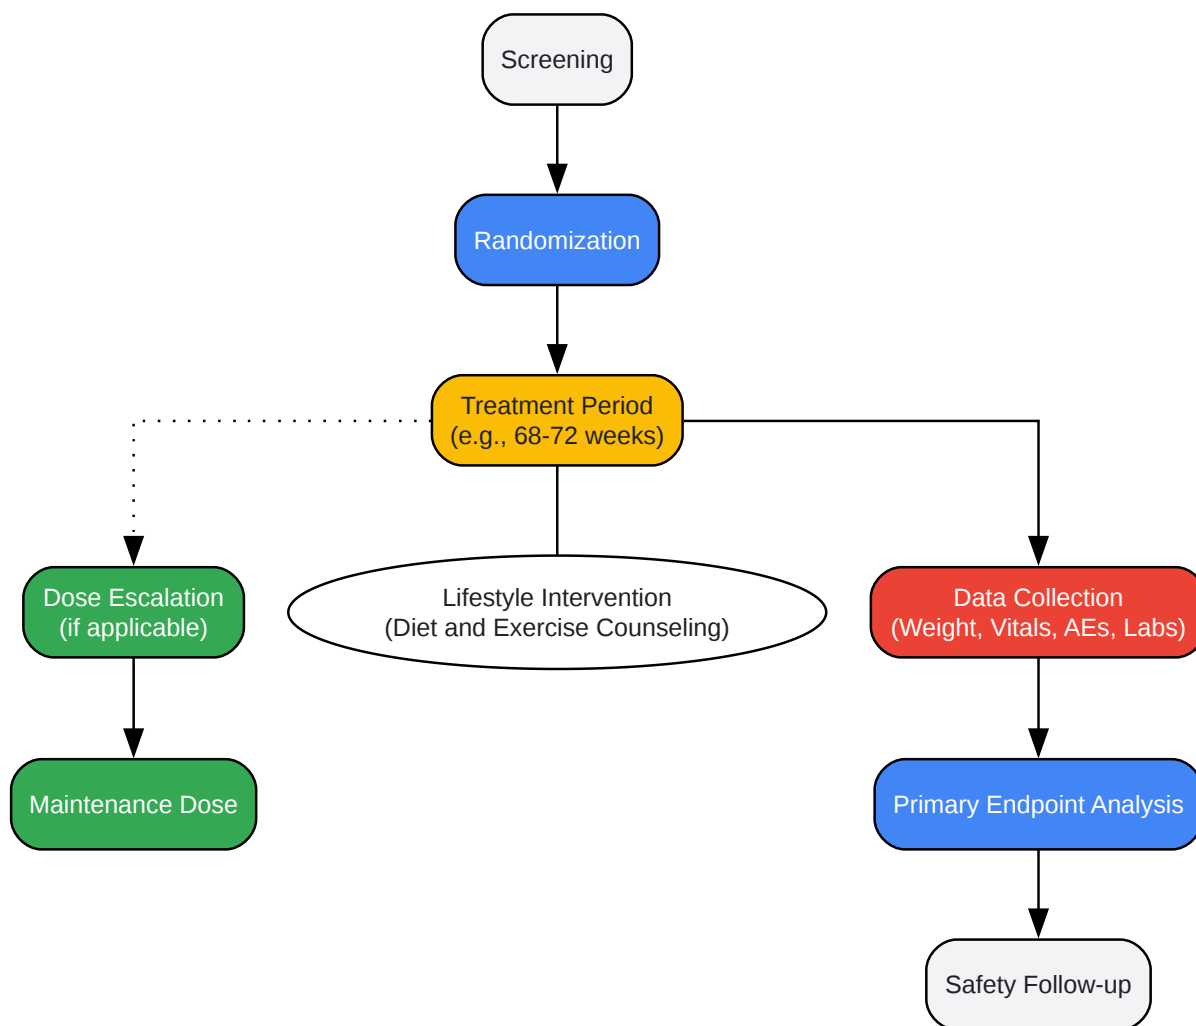 Screening
Randomization
Treatment Period
(e.g., 68-72 weeks)
Dose Escalation
(if applicable)
Lifestyle Intervention
(Diet and Exercise Counseling)
Data Collection
(Weight, Vitals, AEs, Labs)
Maintenance Dose
Primary Endpoint Analysis
Safety Follow-up